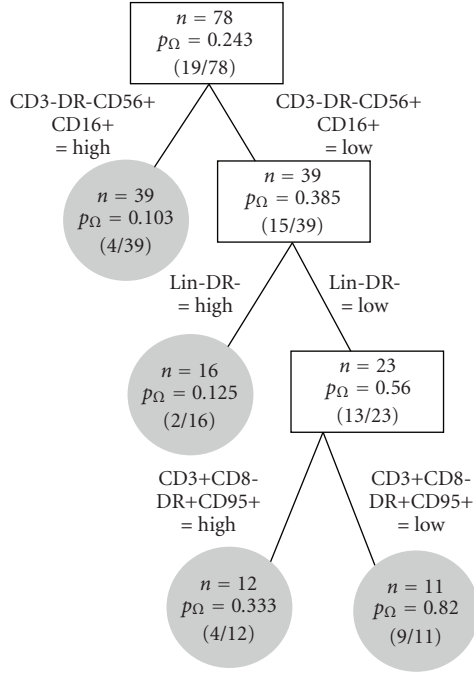 n = 78
pΩ = 0.243
(19/78)
CD3-DR-CD56+
CD16+
= high
CD3-DR-CD56+
CD16+
= low
n = 39
pΩ = 0.103
(4/39)
n = 39
pΩ = 0.385
(15/39)
Lin-DR-
= high
Lin-DR-
= low
n = 16
pΩ = 0.125
(2/16)
n = 23
pΩ = 0.56
(13/23)
CD3+CD8-
DR+CD95+
= high
CD3+CD8-
DR+CD95+
= low
n = 12
pΩ = 0.333
(4/12)
n = 11
pΩ = 0.82
(9/11)